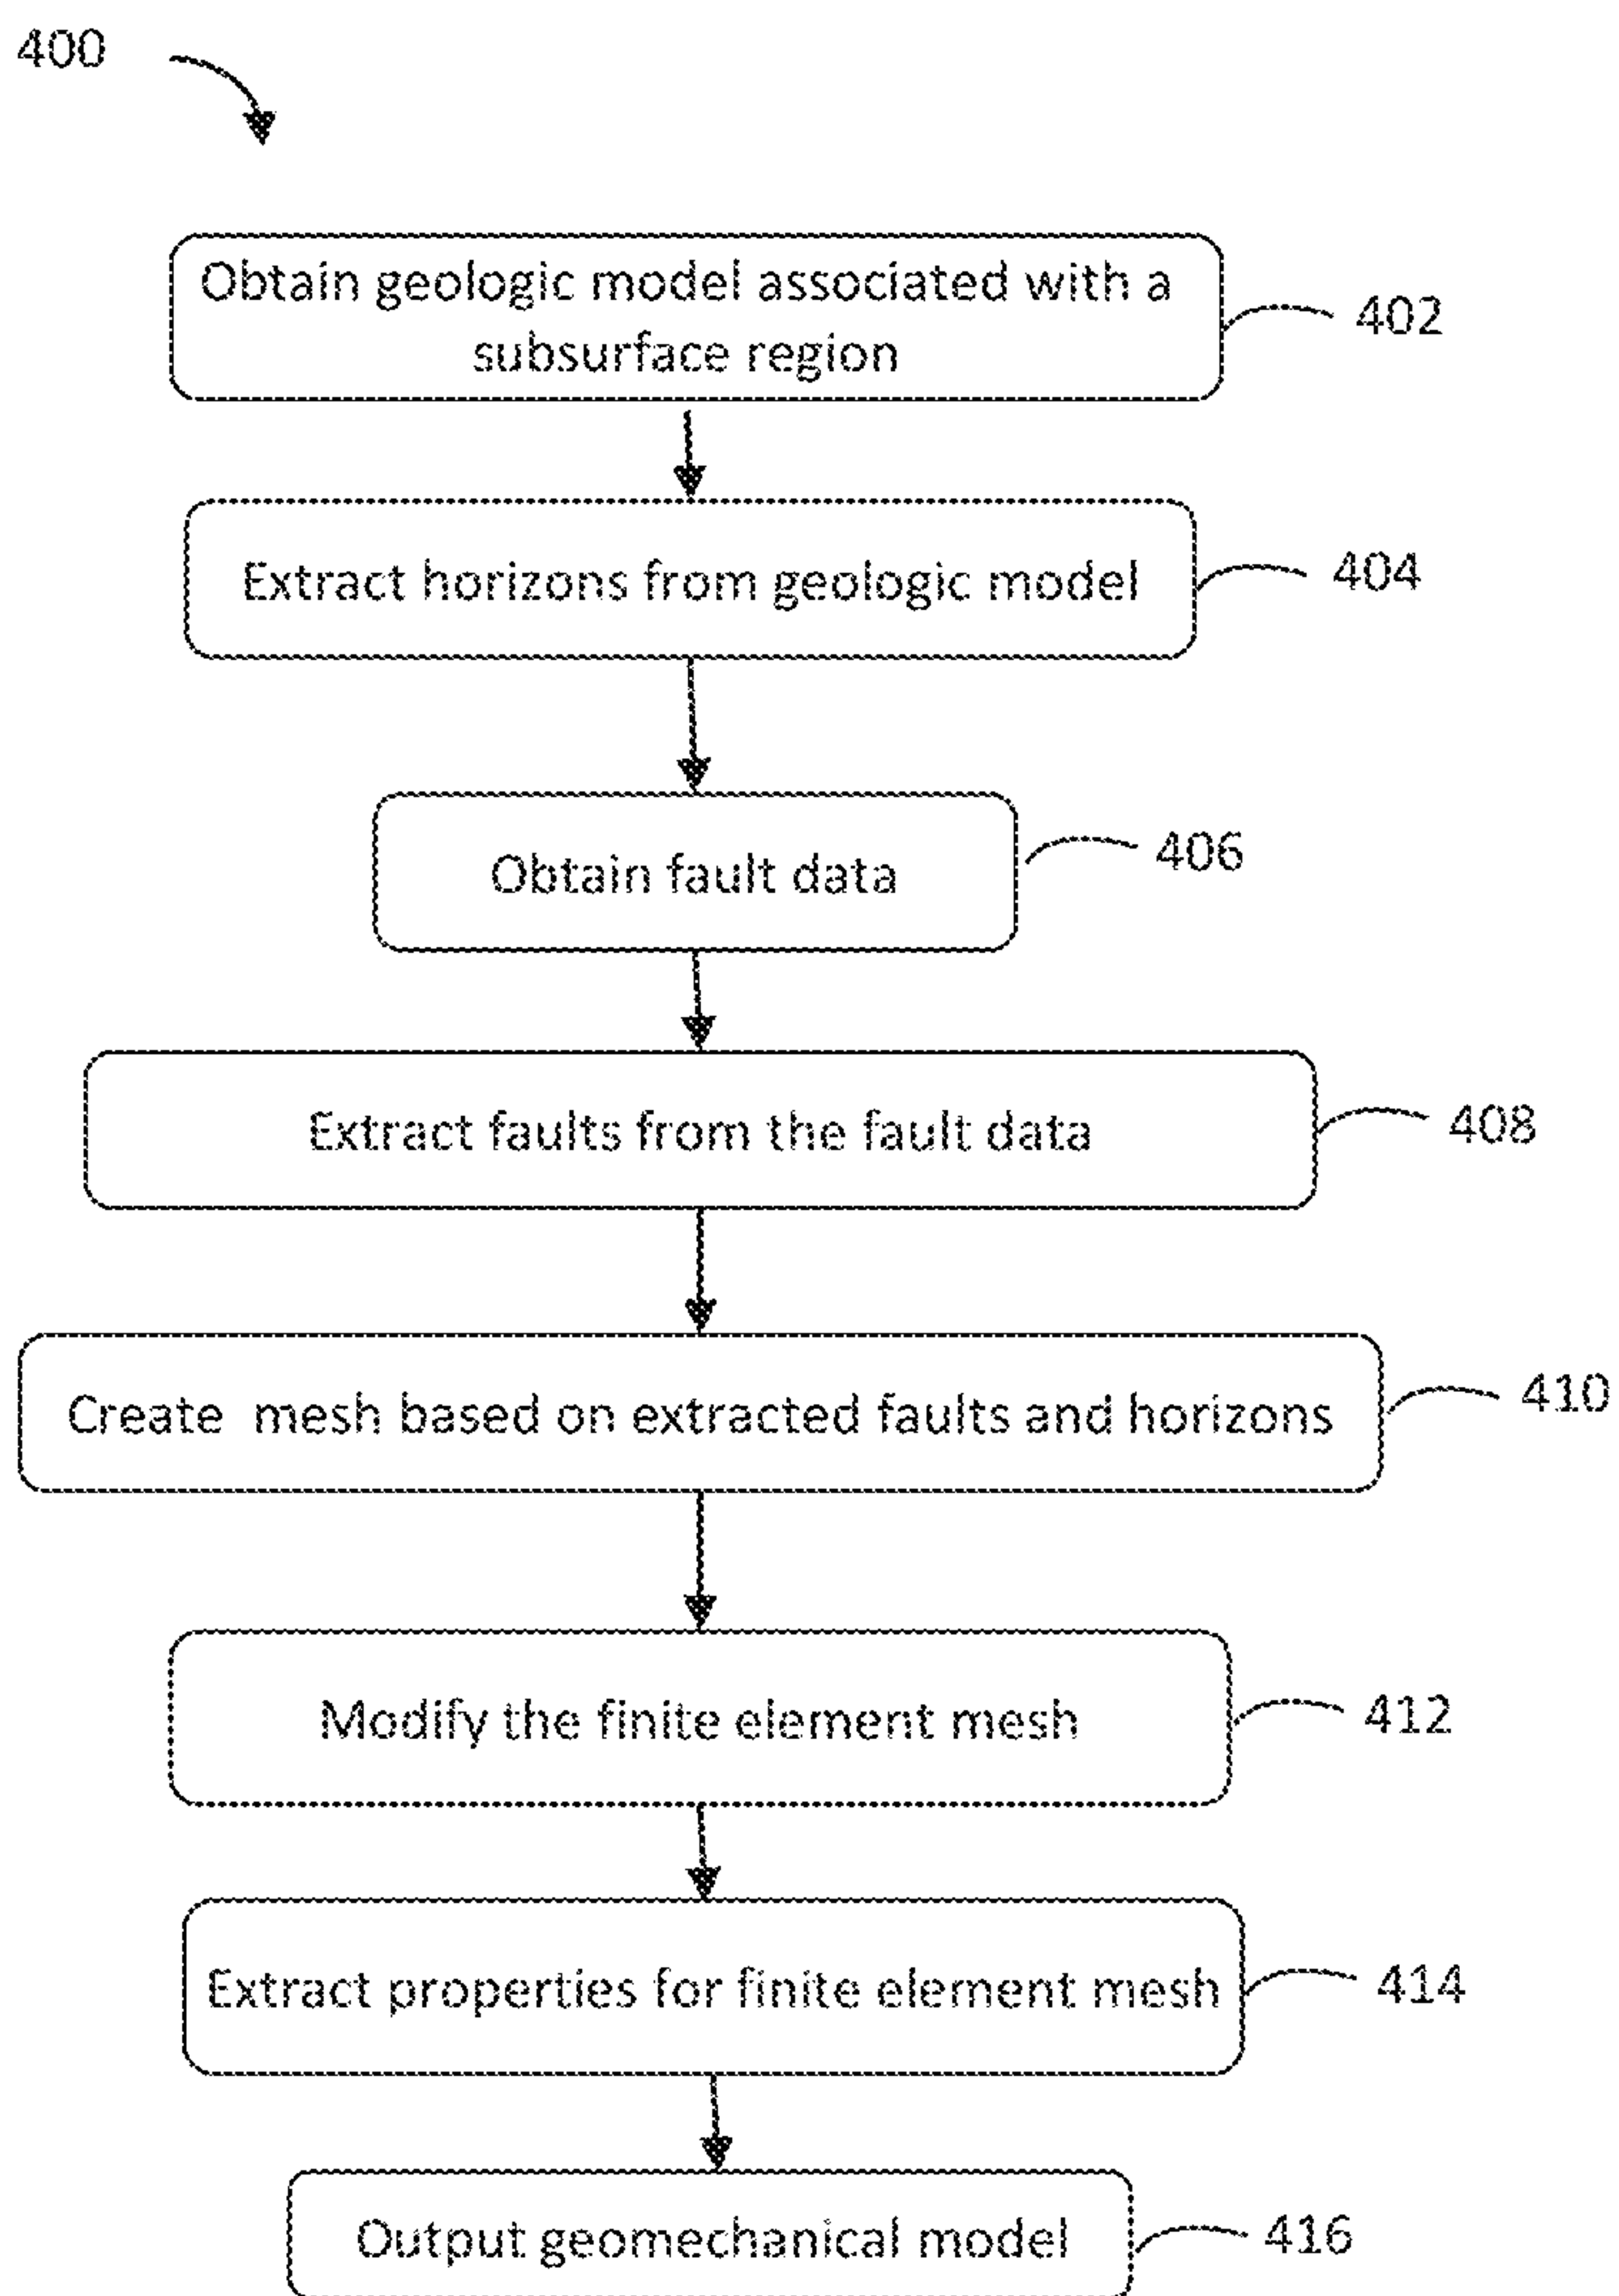 400
Obtain geologic model associated with a
subsurface region
402
Extract horizons from geologic model
404
Obtain fault data
406
Extract faults from the fault data
408
Create mesh based on extracted faults and horizons
410
Modify the finite element mesh
412
Extract properties for finite element mesh
414
Output geomechanical model
416